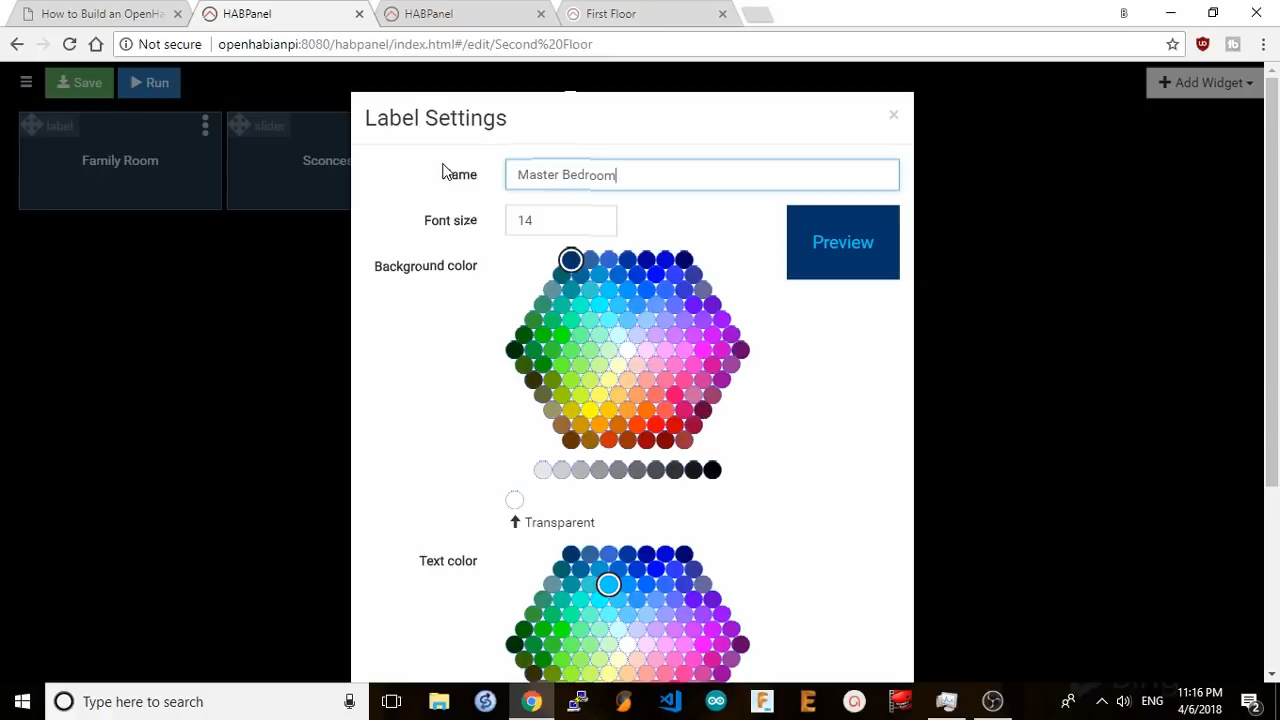 How to Build an OpenHa
HABPanel
HABPanel
First Floor
Not secure
openhabianpi:8080/habpanel/index.html#/edit/Second%20Floor
Save
Run
Add Widget
label
slider
Family Room
Sconces
Label Settings
×
ame
Master Bedroom
Font size
14
Preview
Background color
Transparent
Text color
Type here to search
ENG
11:16 PM
4/6/2018
2